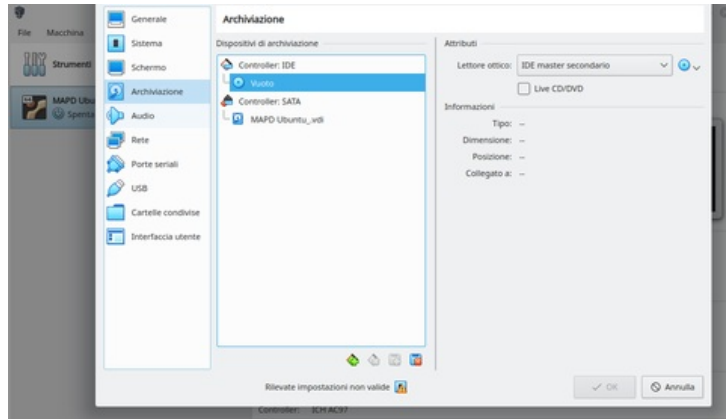 File Macchina
Strumenti
MAPD Ubu
Spenta
Generale
Sistema
Schermo
Archiviazione
Audio
Rete
Porte seriali
USB
Cartelle condivise
Interfaccia utente
Archiviazione
Dispositivi di archiviazione
Controller: IDE
Vuoto
Controller: SATA
MAPD Ubuntu_.vdi
Attributi
Lettore ottico: IDE master secondario
Live CD/DVD
Informazioni
Tipo: --
Dimensione: --
Posizione: --
Collegato a: --
Rilevate impostazioni non valide
OK
Annulla
Controller: ICH AC97